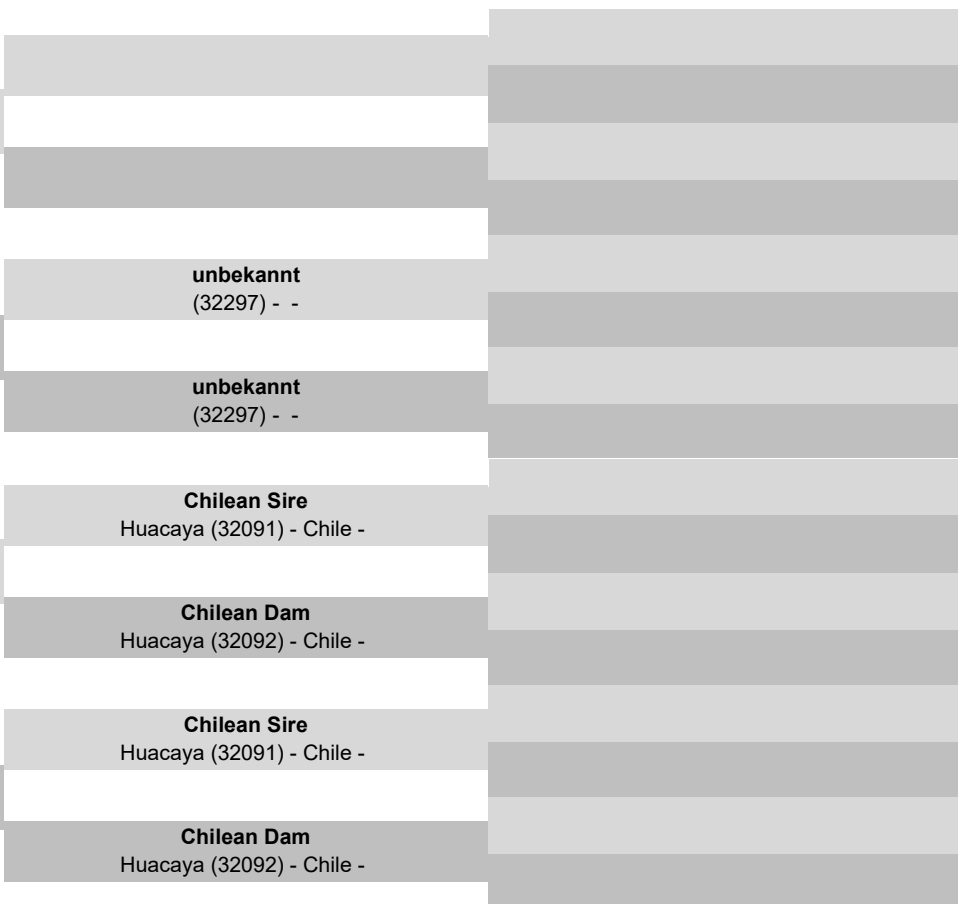 unbekannt
(32297) -  -
unbekannt
(32297) -  -
Chilean Sire
Huacaya (32091) - Chile -
Chilean Dam
Huacaya (32092) - Chile -
Chilean Sire
Huacaya (32091) - Chile -
Chilean Dam
Huacaya (32092) - Chile -